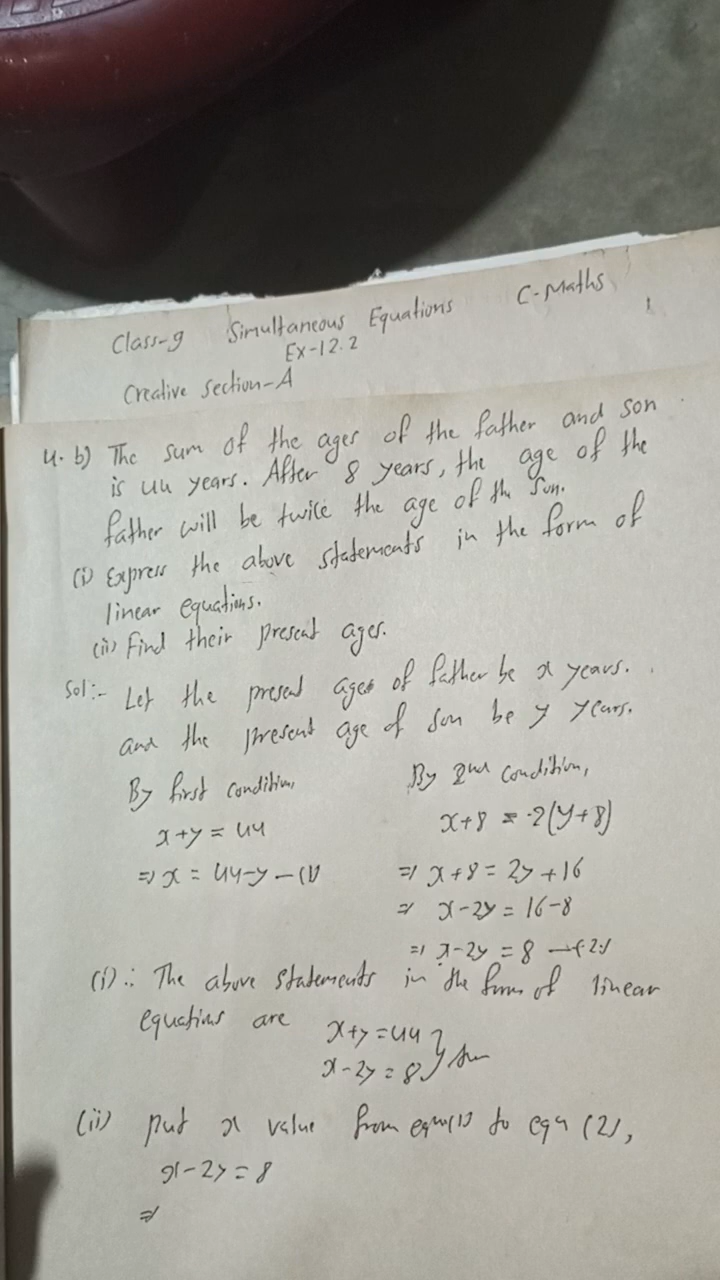 Class-9 Simultaneous Equations C-Maths
Ex-12.2
Creative Section-A
4. b) The sum of the ages of the father and son
is 44 years. After 8 years, the age of the
father will be twice the age of the son.
(i) Express the above statements in the form of
linear equations.
(ii) Find their present ages.
Sol:- Let the present ages of father be x years.
and the present age of son be y years.
By first condition,
x+y = 44
⇒ x = 44-y -(1)
By 2nd condition,
x+8 = 2(y+8)
⇒ x+8 = 2y+16
⇒ x-2y = 16-8
⇒ x-2y = 8 -(2)
(i) ∴ The above statements in the form of linear
equations are x+y = 44
x-2y = 8 } Ans
(ii) put x value from eqn(1) to eqn (2),
x-2y = 8
⇒